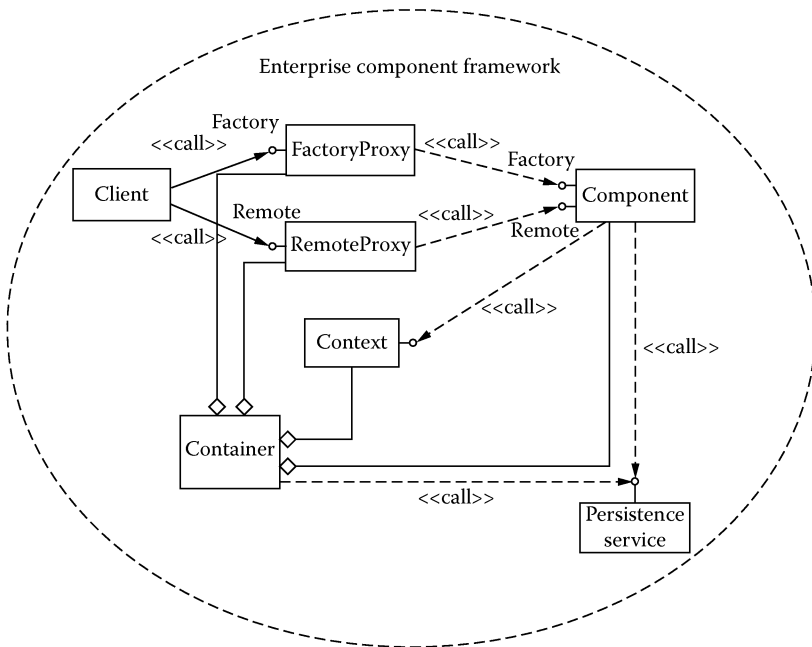 Enterprise component framework
Factory
<<call>>
FactoryProxy
<<call>>
Factory
Client
Component
Remote
<<call>>
RemoteProxy
<<call>>
Remote
Context
<<call>>
<<call>>
Container
<<call>>
Persistence
service